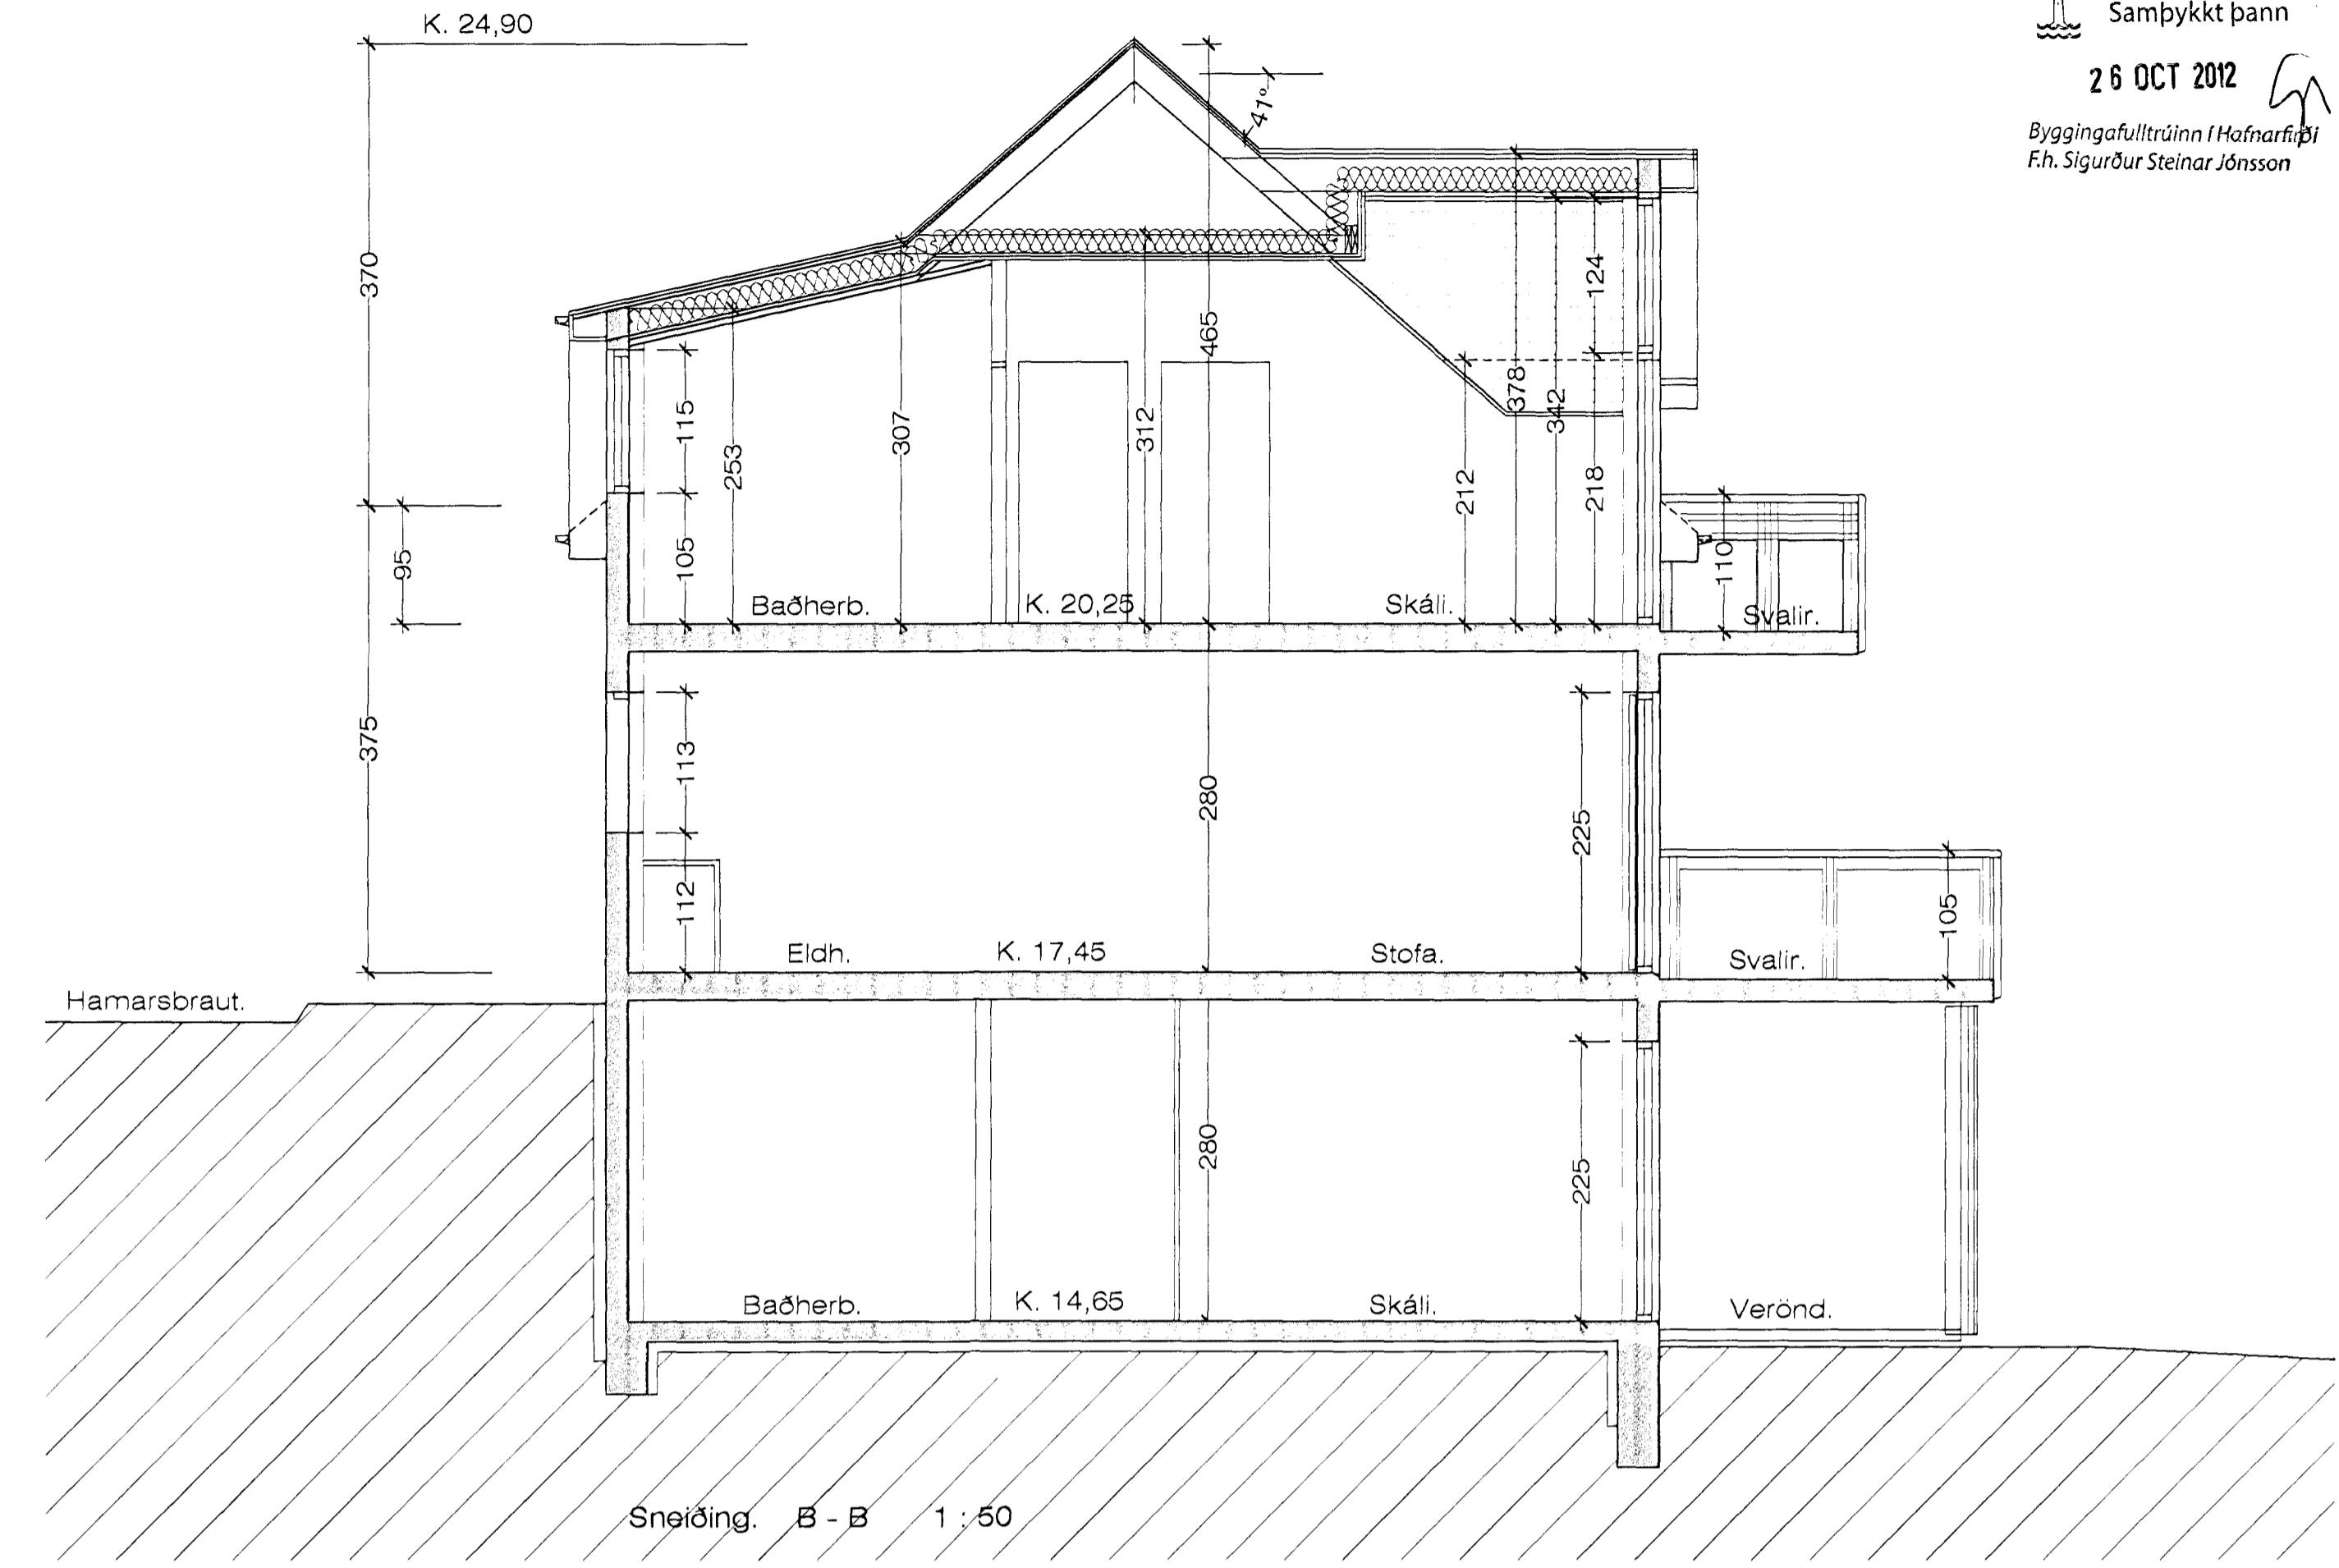 K. 24,90
Samþykkt þann
26 OCT 2012
Byggingafulltrúinn í Hafnarfirði
F.h. Sigurður Steinar Jónsson
41°
370
465
124
115
253
307
312
378
342
212
218
95
105
110
Baðherb.
K. 20,25
Skáli.
Svalir.
375
113
280
225
112
105
Eldh.
K. 17,45
Stofa.
Svalir.
Hamarsbraut.
280
225
Baðherb.
K. 14,65
Skáli.
Verönd.
Sneiðing. B - B 1 : 50